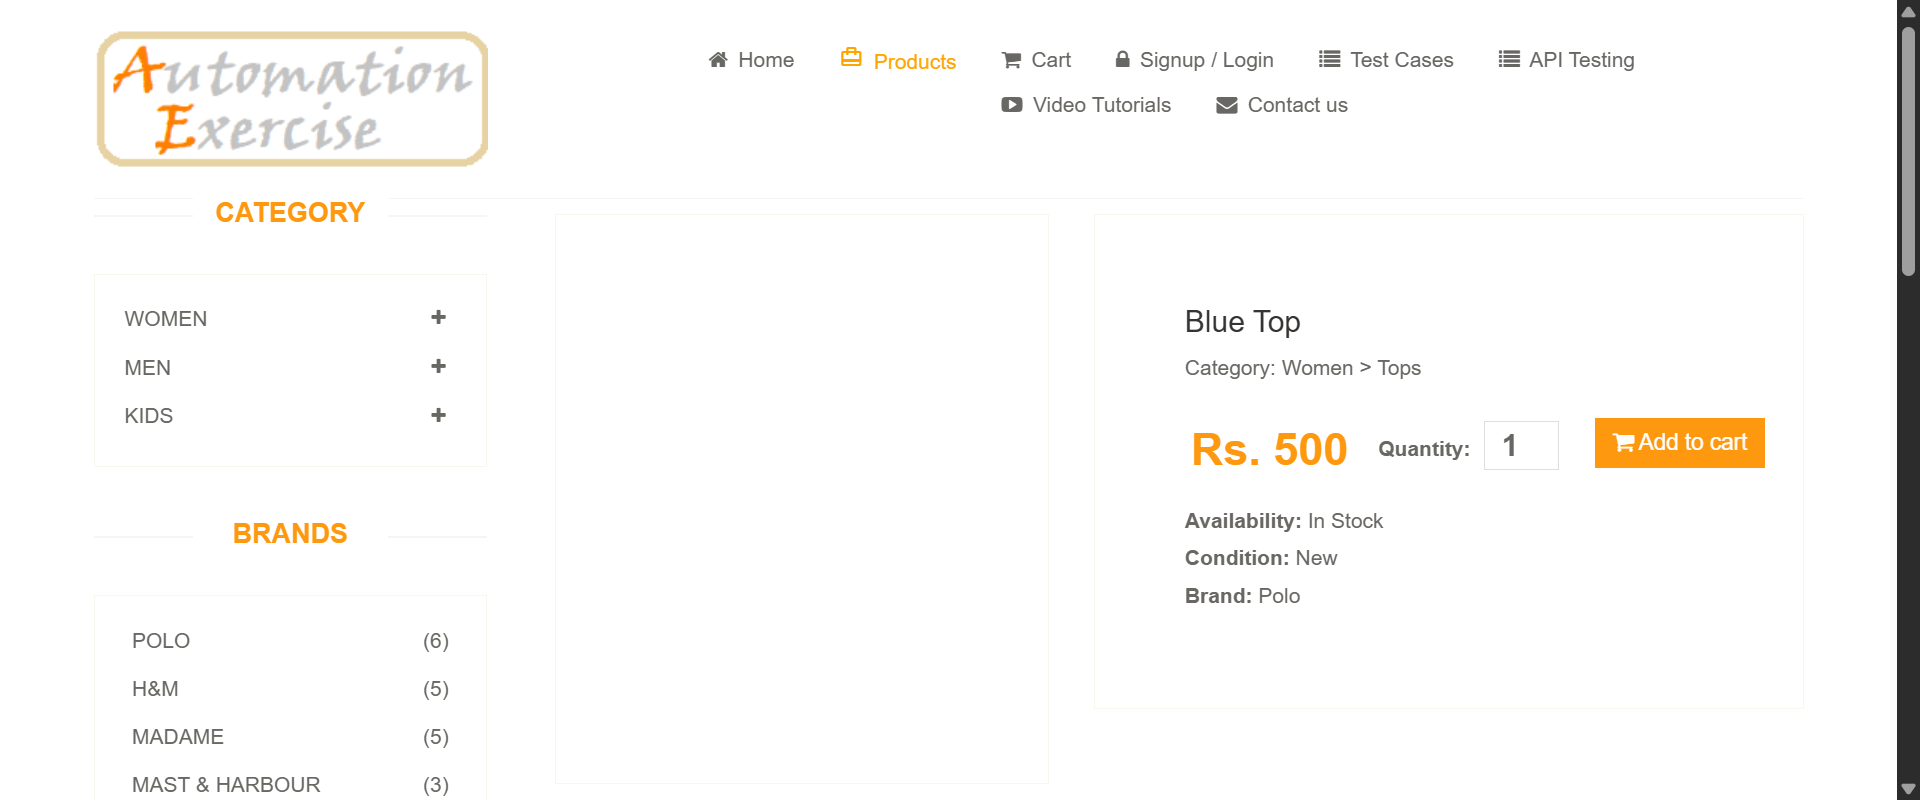 Automation
Exercise
Home
Products
Cart
Signup / Login
Test Cases
API Testing
Video Tutorials
Contact us
CATEGORY
WOMEN
MEN
KIDS
BRANDS
POLO (6)
H&M (5)
MADAME (5)
MAST & HARBOUR (3)
Blue Top
Category: Women > Tops
Rs. 500 Quantity: 1 Add to cart
Availability: In Stock
Condition: New
Brand: Polo